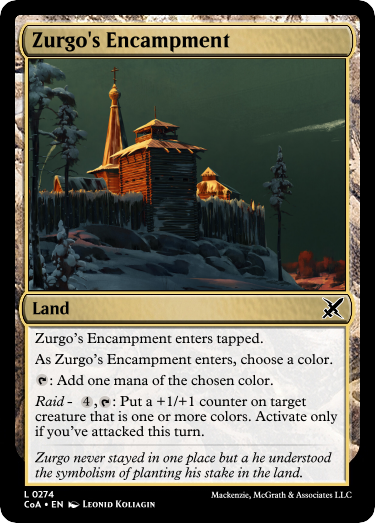 Zurgo's Encampment
Land
Zurgo's Encampment enters tapped.
As Zurgo's Encampment enters, choose a color.
: Add one mana of the chosen color.
Raid - 4, : Put a +1/+1 counter on target
creature that is one or more colors. Activate only
if you've attacked this turn.
Zurgo never stayed in one place but a he understood
the symbolism of planting his stake in the land.
L 0274
CoA • EN Leonid Koliagin
Mackenzie, McGrath & Associates LLC